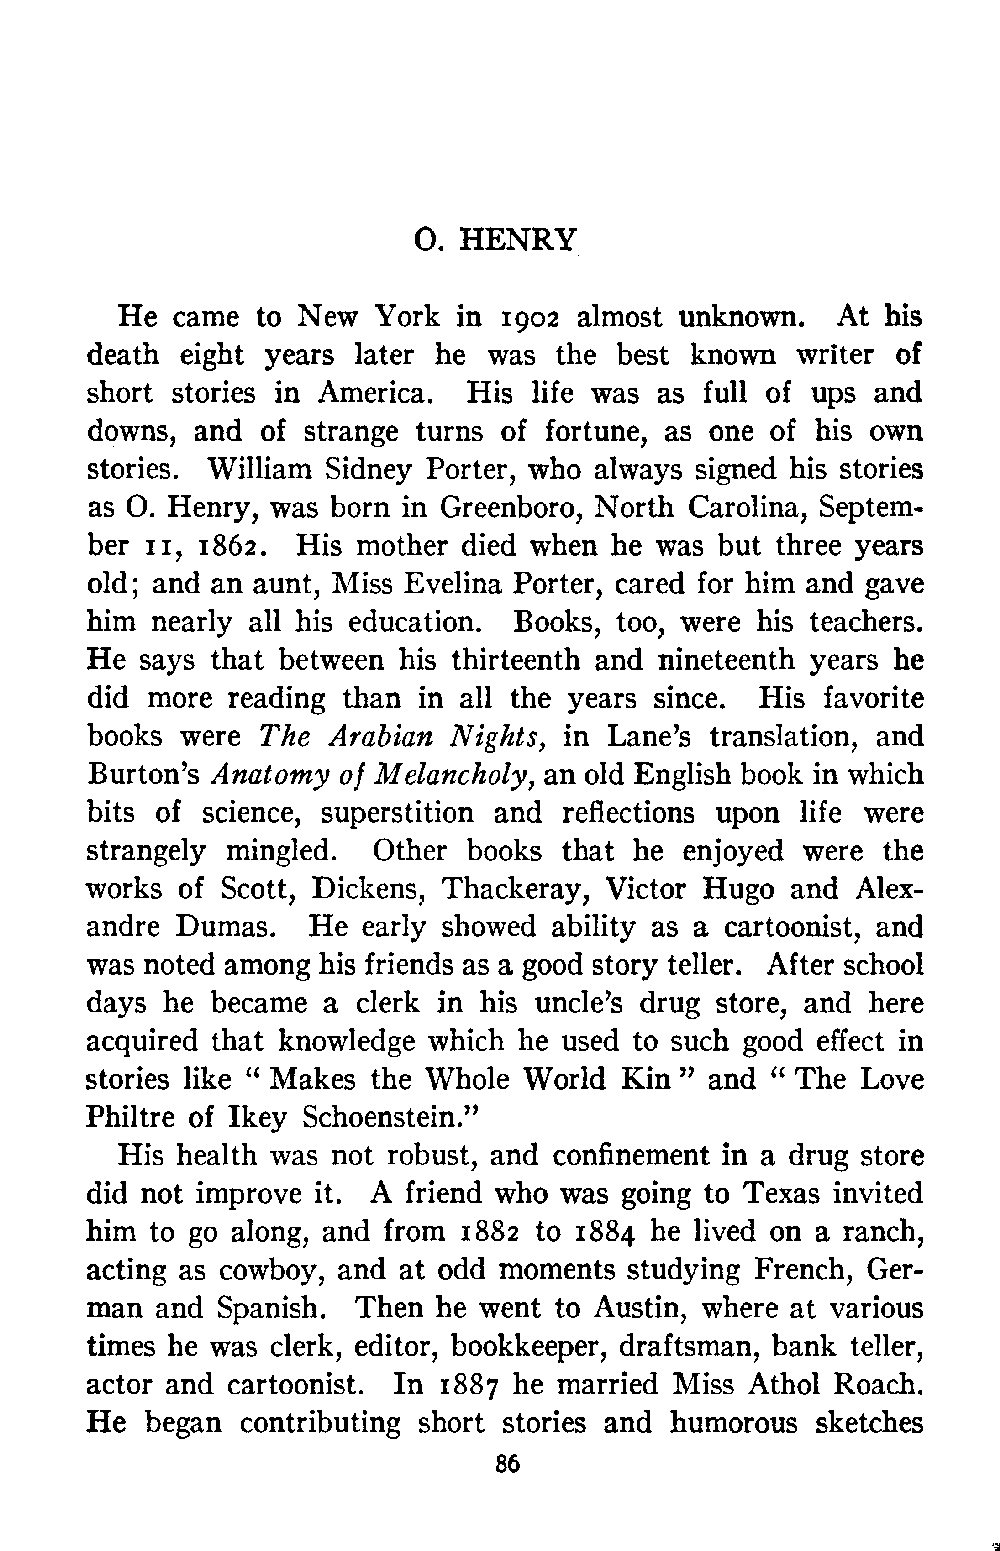 O. HENRY
He came to New York in 1902 almost unknown. At his
death eight years later he was the best known writer of
short stories in America. His life was as full of ups and
downs, and of strange turns of fortune, as one of his own
stories. William Sidney Porter, who always signed his stories
as O. Henry, was born in Greenboro, North Carolina, Septem-
ber 11, 1862. His mother died when he was but three years
old; and an aunt, Miss Evelina Porter, cared for him and gave
him nearly all his education. Books, too, were his teachers.
He says that between his thirteenth and nineteenth years he
did more reading than in all the years since. His favorite
books were The Arabian Nights, in Lane's translation, and
Burton's Anatomy of Melancholy, an old English book in which
bits of science, superstition and reflections upon life were
strangely mingled. Other books that he enjoyed were the
works of Scott, Dickens, Thackeray, Victor Hugo and Alex-
andre Dumas. He early showed ability as a cartoonist, and
was noted among his friends as a good story teller. After school
days he became a clerk in his uncle's drug store, and here
acquired that knowledge which he used to such good effect in
stories like " Makes the Whole World Kin " and " The Love
Philtre of Ikey Schoenstein."
His health was not robust, and confinement in a drug store
did not improve it. A friend who was going to Texas invited
him to go along, and from 1882 to 1884 he lived on a ranch,
acting as cowboy, and at odd moments studying French, Ger-
man and Spanish. Then he went to Austin, where at various
times he was clerk, editor, bookkeeper, draftsman, bank teller,
actor and cartoonist. In 1887 he married Miss Athol Roach.
He began contributing short stories and humorous sketches
86